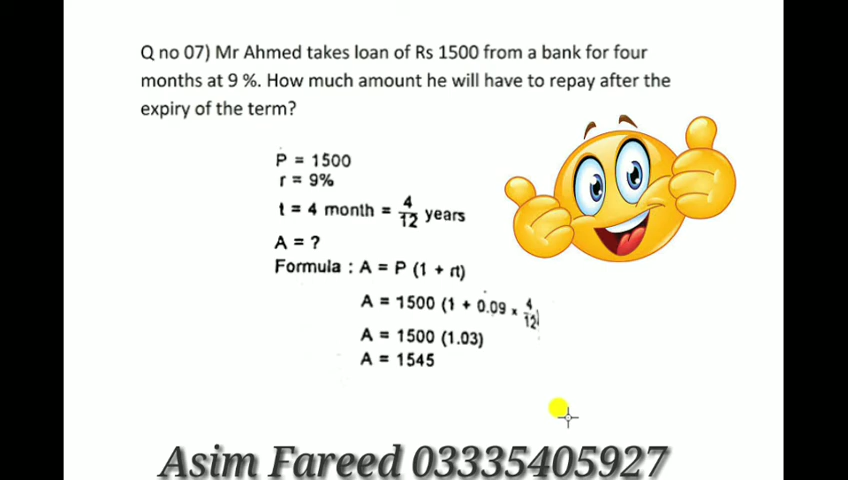 Q no 07) Mr Ahmed takes loan of Rs 1500 from a bank for four
months at 9 %. How much amount he will have to repay after the
expiry of the term?
P = 1500
r = 9%
t = 4 month = 4/12 years
A = ?
Formula : A = P (1 + rt)
A = 1500 (1 + 0.09 x 4/12)
A = 1500 (1.03)
A = 1545
Asim Fareed 03335405927